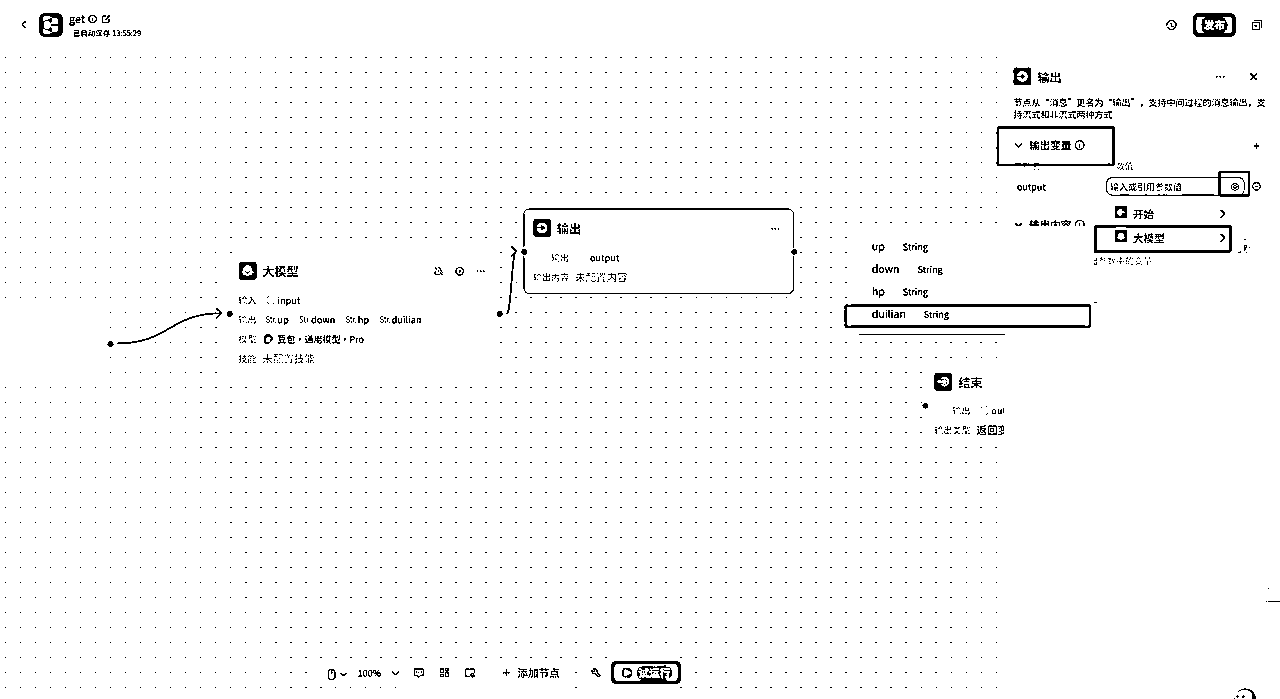 get
已自动保存 13:55:29
发布
输出
节点从“消息”更名为“输出”，支持中间过程的消息输出，支
持流式和非流式两种方式
输出变量
数值
output
输入或引用参数值
开始
输出内容
大模型
参数中的变量
up String
down String
hp String
duilian String
输出
输出 output
输出内容 未配置内容
大模型
输入 input
输出 Str. up Str. down Str. hp Str. duilian
模型 豆包·通用模型·Pro
技能 未配置技能
结束
输出 out
输出类型 返回变
100%
添加节点
试运行